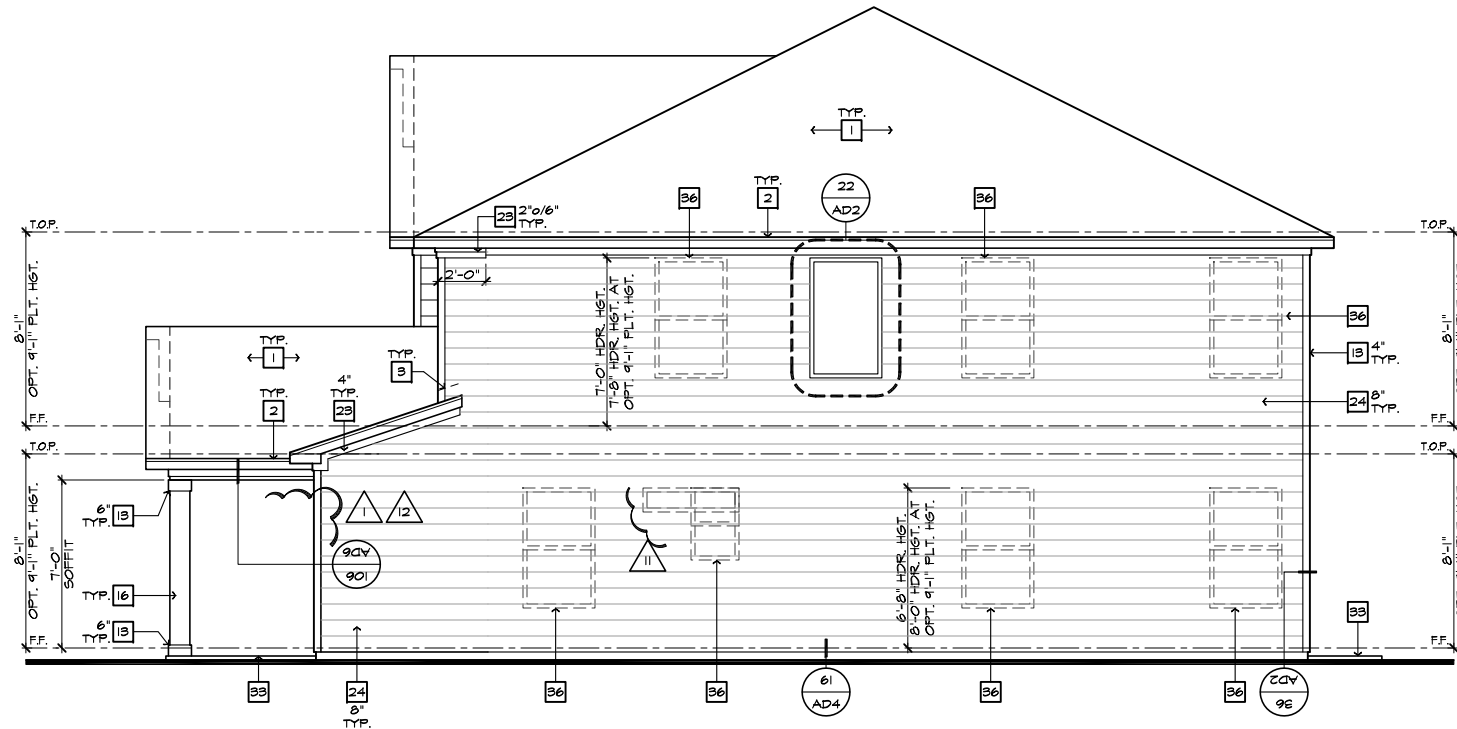 TYP.
1
22
AD2
TYP.
2
36
36
23 2"o/6"
TYP.
T.O.P.
T.O.P.
2'-0"
8'-1"
OPT. 9'-1" PLT. HGT.
7'-0" HDR. HGT.
7'-8" HDR. HGT. AT
OPT. 9'-1" PLT. HGT.
8'-1"
36
13 4"
TYP.
24 8"
TYP.
TYP.
1
TYP.
3
TYP.
2
4"
23
F.F.
F.F.
T.O.P.
T.O.P.
8'-1"
OPT. 9'-1" PLT. HGT.
7'-0"
SOFFIT
6"
TYP. 13
TYP. 16
6"
TYP. 13
1
12
106
AD6
11
6'-8" HDR. HGT.
8'-0" HDR. HGT. AT
OPT. 9'-1" PLT. HGT.
8'-1"
33
F.F.
F.F.
33
24
8"
TYP.
36
36
61
AD4
36
36
36
AD2